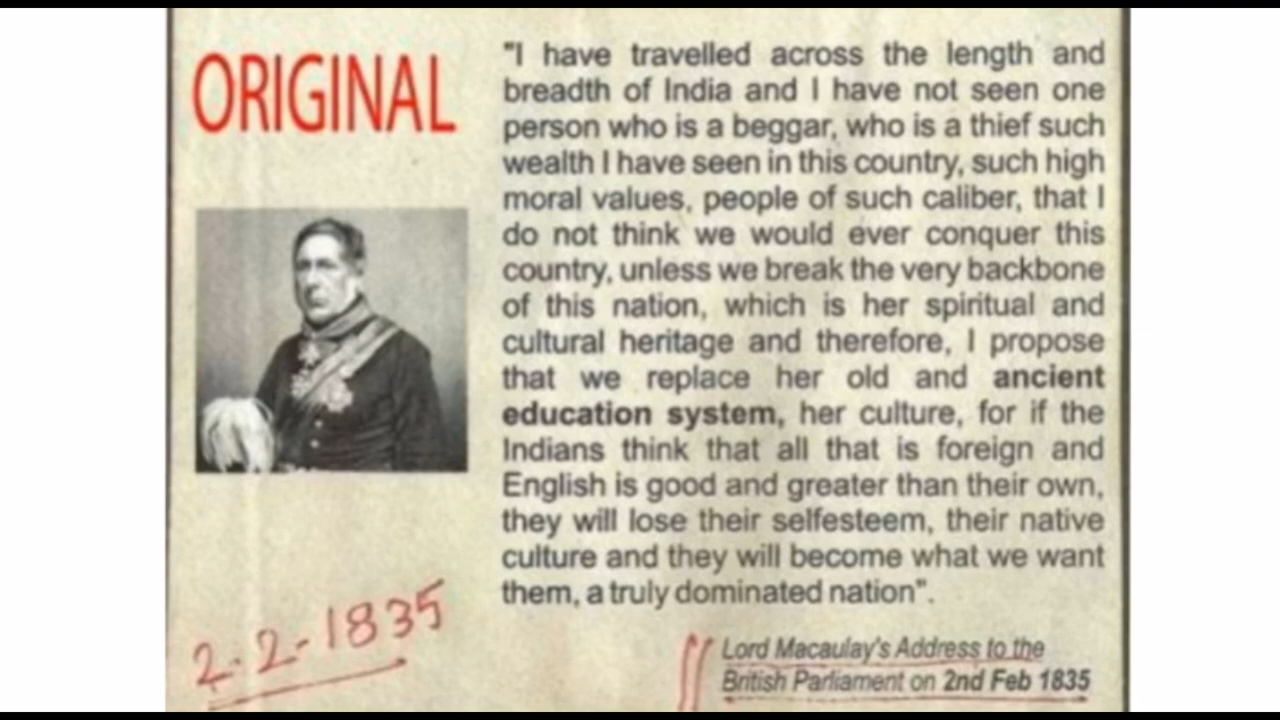 ORIGINAL
"I have travelled across the length and
breadth of India and I have not seen one
person who is a beggar, who is a thief such
wealth I have seen in this country, such high
moral values, people of such caliber, that I
do not think we would ever conquer this
country, unless we break the very backbone
of this nation, which is her spiritual and
cultural heritage and therefore, I propose
that we replace her old and ancient
education system, her culture, for if the
Indians think that all that is foreign and
English is good and greater than their own,
they will lose their selfesteem, their native
culture and they will become what we want
them, a truly dominated nation".
2-2-1835
Lord Macaulay's Address to the
British Parliament on 2nd Feb 1835